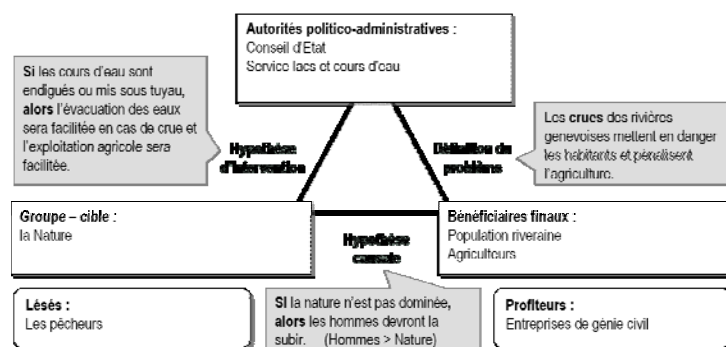 Autorités politico-administratives :
Conseil d'Etat
Service lacs et cours d'eau
Si les cours d'eau sont
endigués ou mis sous tuyau,
alors l'évacuation des eaux
sera facilitée en cas de crue et
l'exploitation agricole sera
facilitée.
Hypothèse
d'intervention
Définition du
problème
Les crues des rivières
genevoises mettent en danger
les habitants et pénalisent
l'agriculture.
Groupe – cible :
la Nature
Hypothèse
causale
Bénéficiaires finaux :
Population riveraine
Agriculteurs
Lésés :
Les pêcheurs
Si la nature n'est pas dominée,
alors les hommes devront la
subir. (Hommes > Nature)
Profiteurs :
Entreprises de génie civil